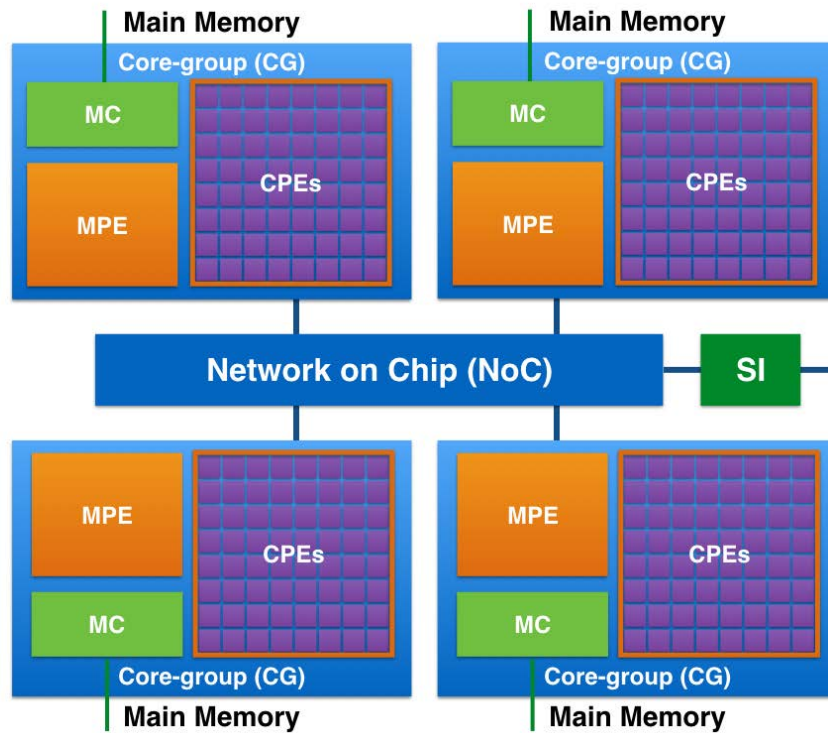 Main Memory
Main Memory
Core-group (CG)
Core-group (CG)
MC
CPEs
MPE
MC
CPEs
MPE
Network on Chip (NoC)
SI
MPE
CPEs
MC
Core-group (CG)
MPE
CPEs
MC
Core-group (CG)
Main Memory
Main Memory